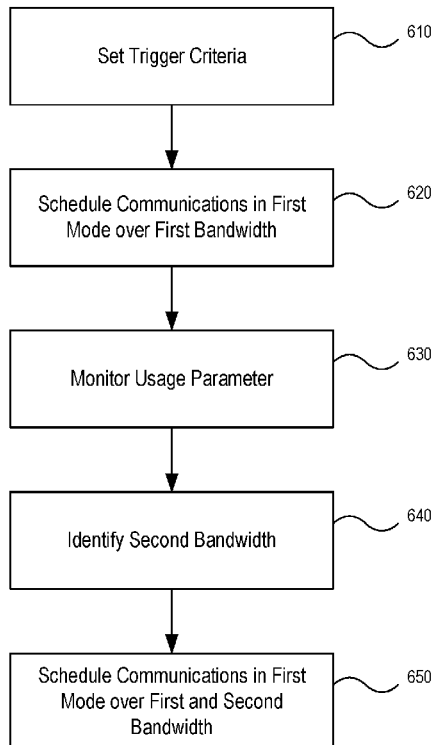 Set Trigger Criteria
610
Schedule Communications in First
Mode over First Bandwidth
620
Monitor Usage Parameter
630
Identify Second Bandwidth
640
Schedule Communications in First
Mode over First and Second
Bandwidth
650